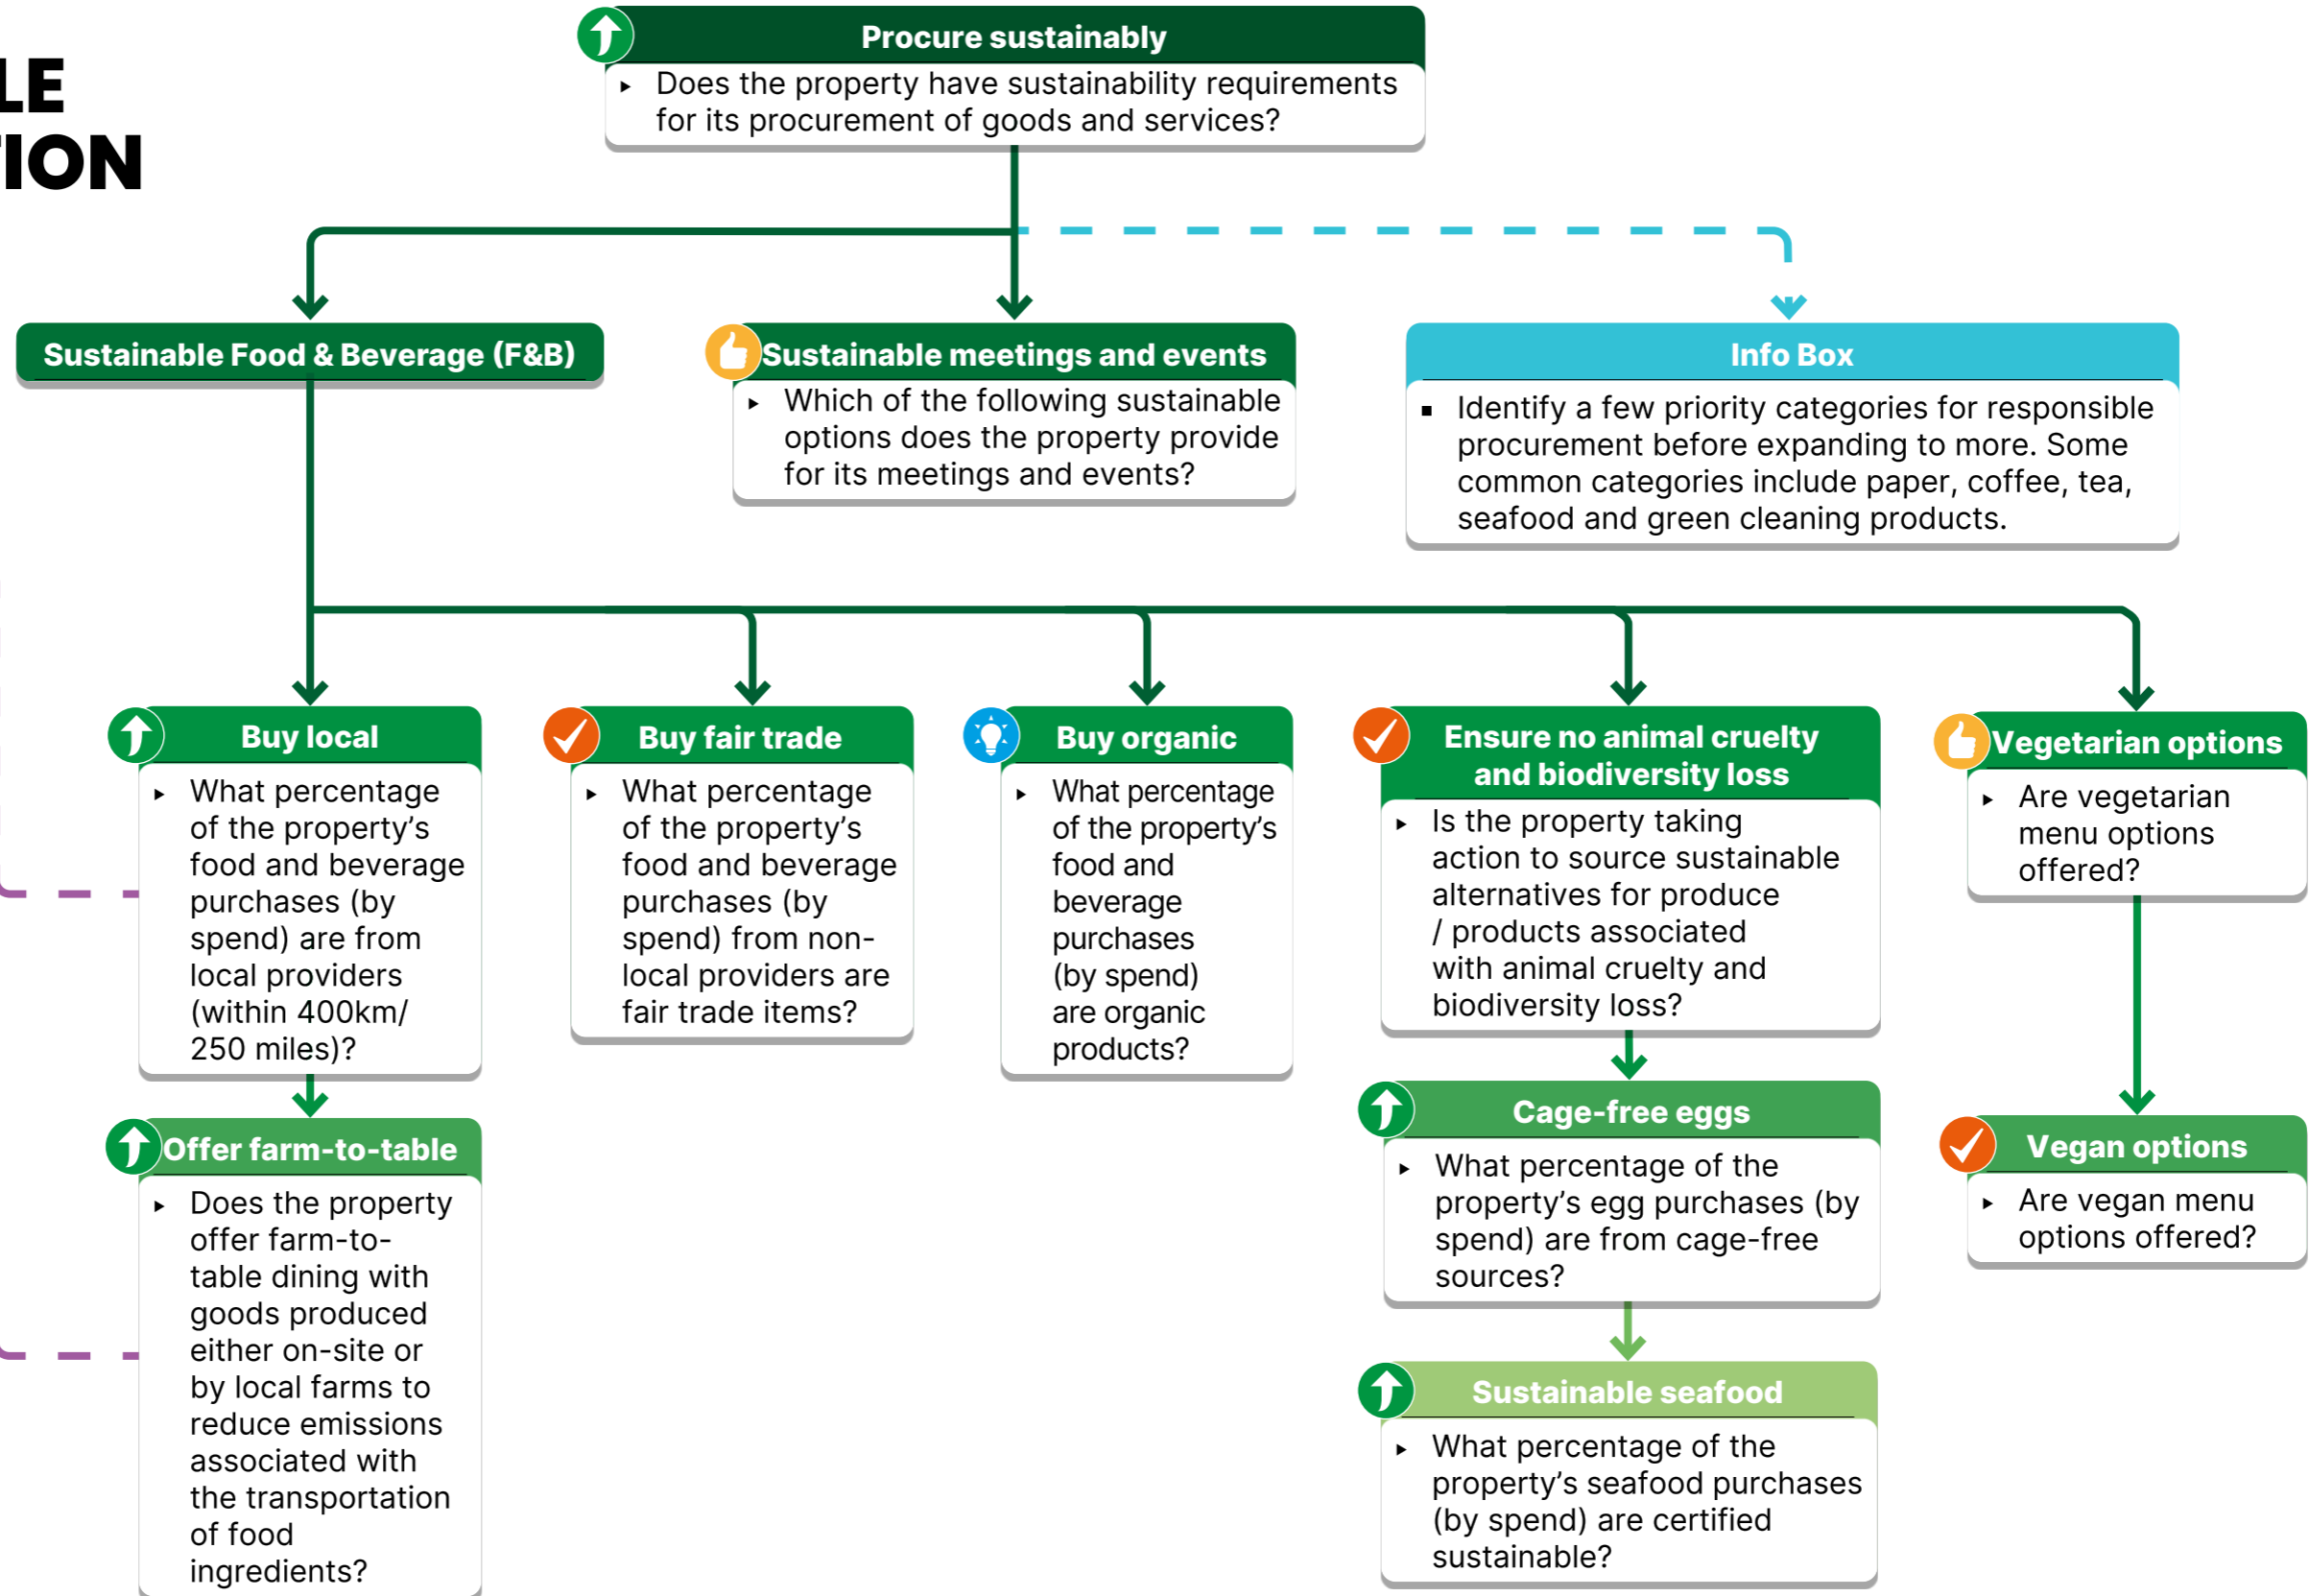 LE
TION
Procure sustainably
Does the property have sustainability requirements
for its procurement of goods and services?
Sustainable Food & Beverage (F&B)
Sustainable meetings and events
Which of the following sustainable
options does the property provide
for its meetings and events?
Info Box
Identify a few priority categories for responsible
procurement before expanding to more. Some
common categories include paper, coffee, tea,
seafood and green cleaning products.
Buy local
What percentage
of the property’s
food and beverage
purchases (by
spend) are from
local providers
(within 400km/
250 miles)?
Offer farm-to-table
Does the property
offer farm-to-
table dining with
goods produced
either on-site or
by local farms to
reduce emissions
associated with
the transportation
of food
ingredients?
Buy fair trade
What percentage
of the property’s
food and beverage
purchases (by
spend) from non-
local providers are
fair trade items?
Buy organic
What percentage
of the property’s
food and
beverage
purchases
(by spend)
are organic
products?
Ensure no animal cruelty
and biodiversity loss
Is the property taking
action to source sustainable
alternatives for produce
/ products associated
with animal cruelty and
biodiversity loss?
Cage-free eggs
What percentage of the
property’s egg purchases (by
spend) are from cage-free
sources?
Sustainable seafood
What percentage of the
property’s seafood purchases
(by spend) are certified
sustainable?
Vegetarian options
Are vegetarian
menu options
offered?
Vegan options
Are vegan menu
options offered?